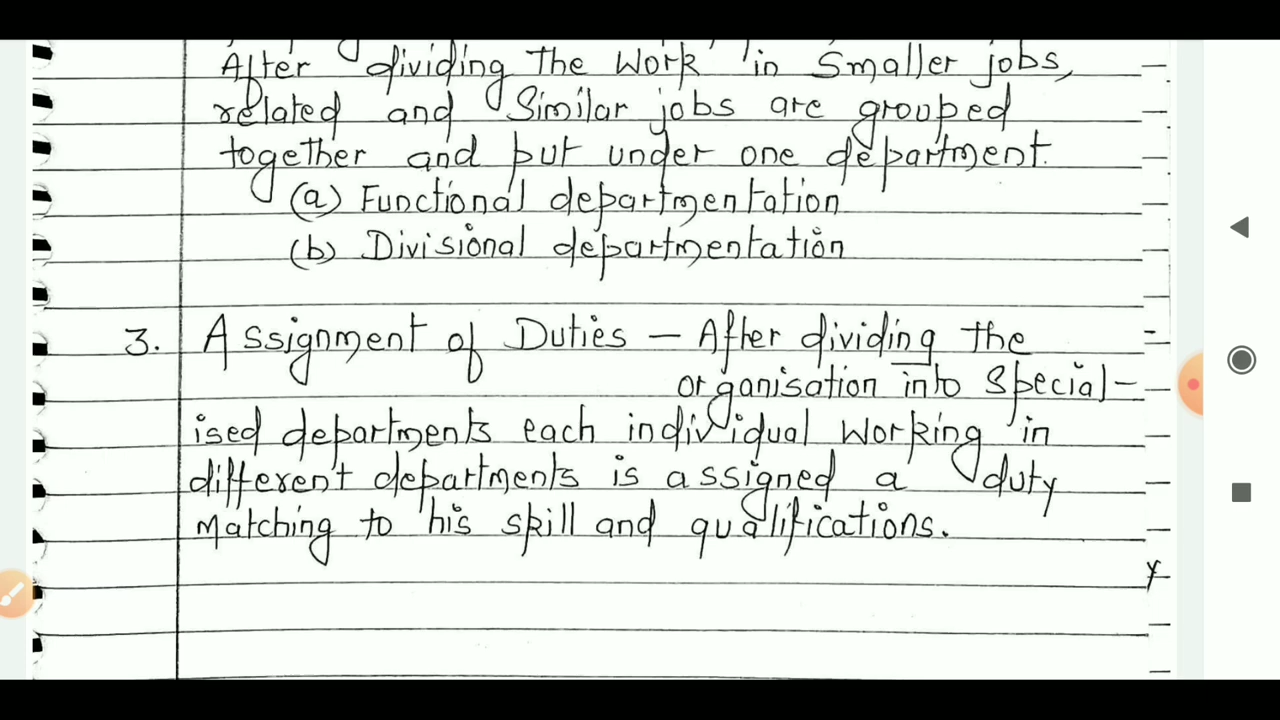 After dividing the work in smaller jobs,
related and similar jobs are grouped
together and put under one department.
(a) Functional departmentation
(b) Divisional departmentation
3. Assignment of Duties – After dividing the
organisation into special-
ised departments each individual working in
different departments is assigned a duty
matching to his skill and qualifications.